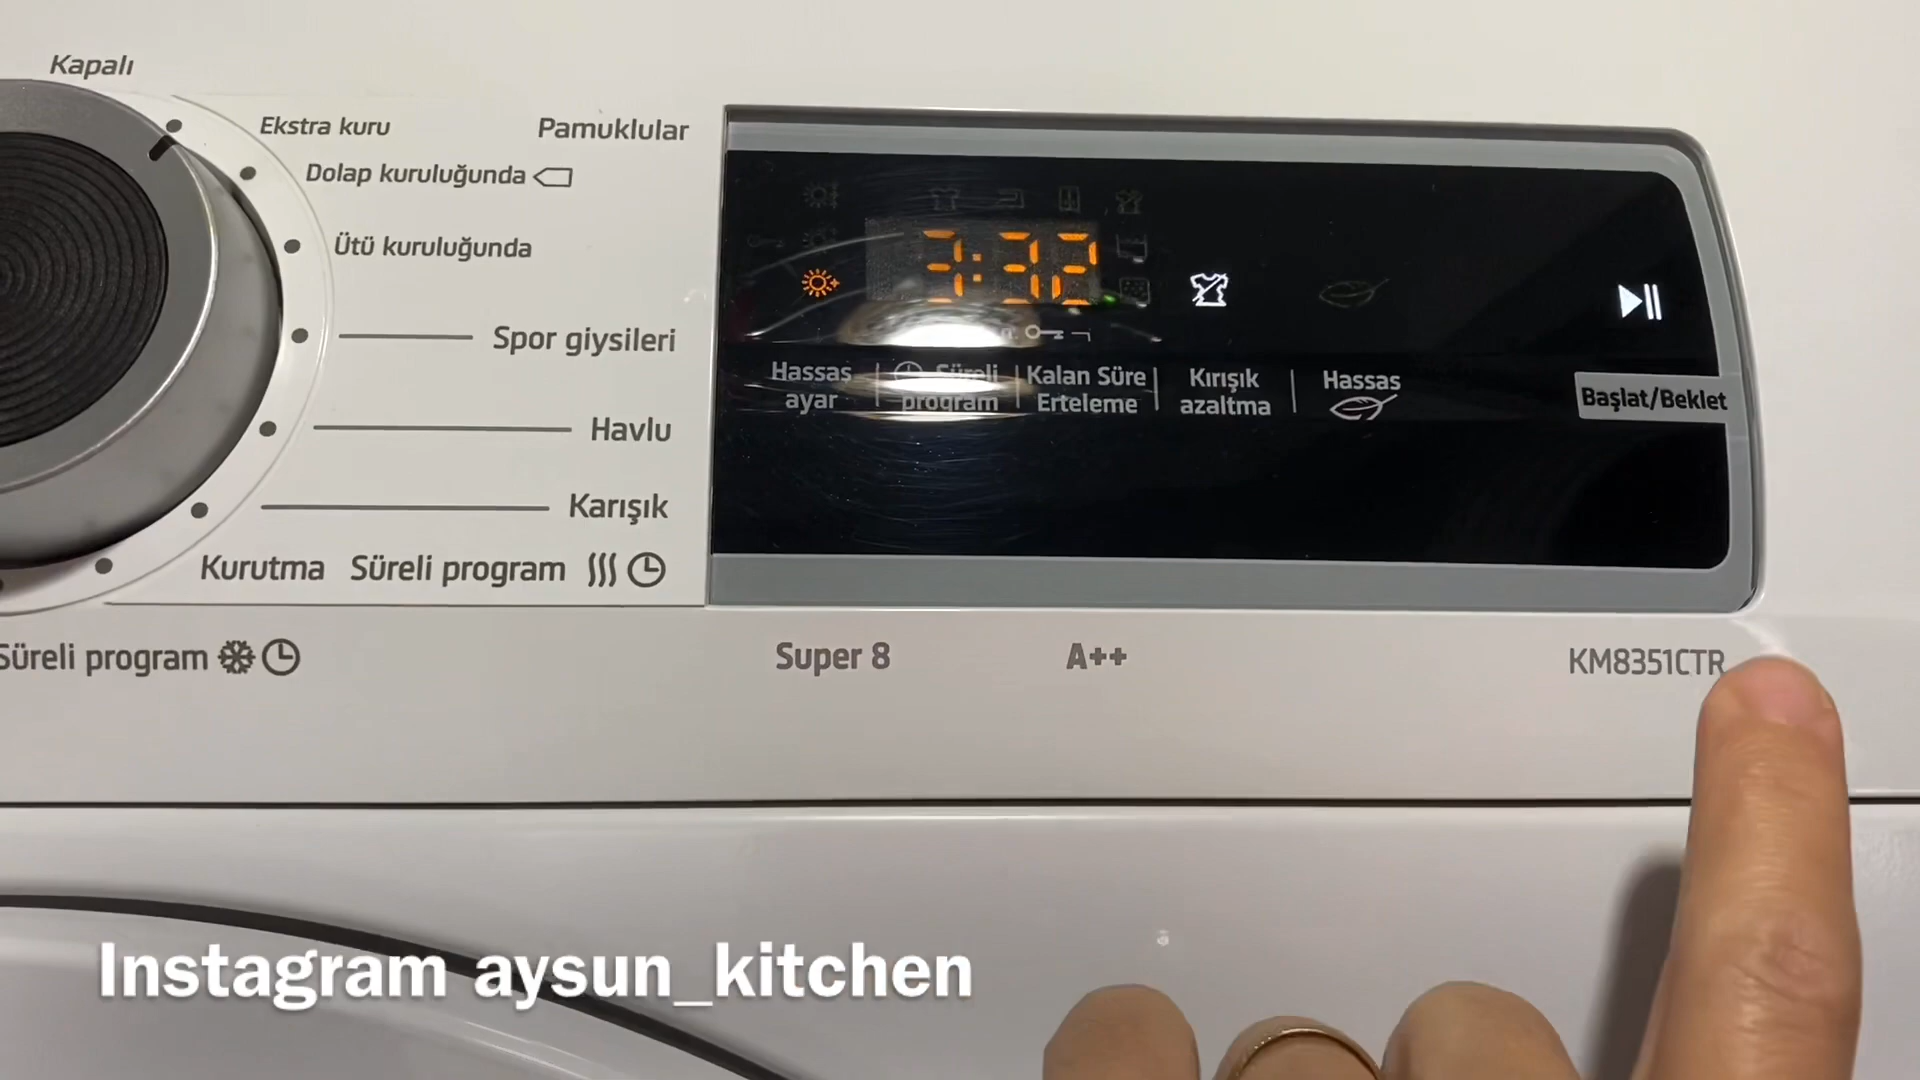 Kapalı
Ekstra kuru
Pamuklular
Dolap kuruluğunda
Ütü kuruluğunda
Spor giysileri
Havlu
Karışık
Kurutma Süreli program
Süreli program
3:32
Hassas ayar
Süreli program
Kalan Süre Erteleme
Kırışık azaltma
Hassas
Başlat/Beklet
Super 8
A++
KM8351CTR
Instagram aysun_kitchen